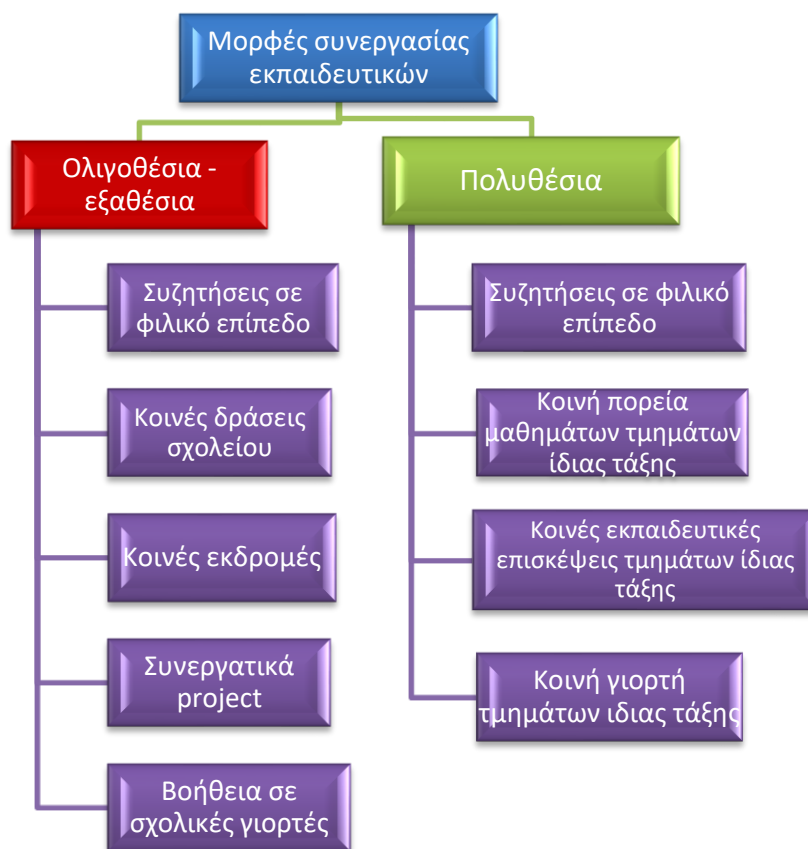 Μορφές συνεργασίας
εκπαιδευτικών
Ολιγοθέσια -
εξαθέσια
Συζητήσεις σε
φιλικό επίπεδο
Κοινές δράσεις
σχολείου
Κοινές εκδρομές
Συνεργατικά
project
Βοήθεια σε
σχολικές γιορτές
Πολυθέσια
Συζητήσεις σε φιλικό
επίπεδο
Κοινή πορεία
μαθημάτων τμημάτων
ίδιας τάξης
Κοινές εκπαιδευτικές
επισκέψεις τμημάτων ίδιας
τάξης
Κοινή γιορτή
τμημάτων ιδιας τάξης